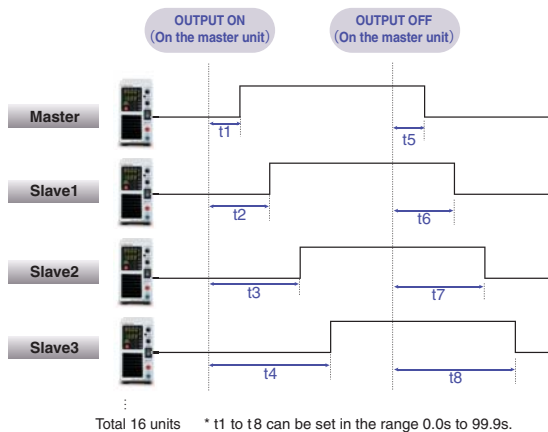 OUTPUT ON
(On the master unit)
OUTPUT OFF
(On the master unit)
Master
t1
t5
Slave1
t2
t6
Slave2
t3
t7
Slave3
t4
t8
Total 16 units * t1 to t8 can be set in the range 0.0s to 99.9s.